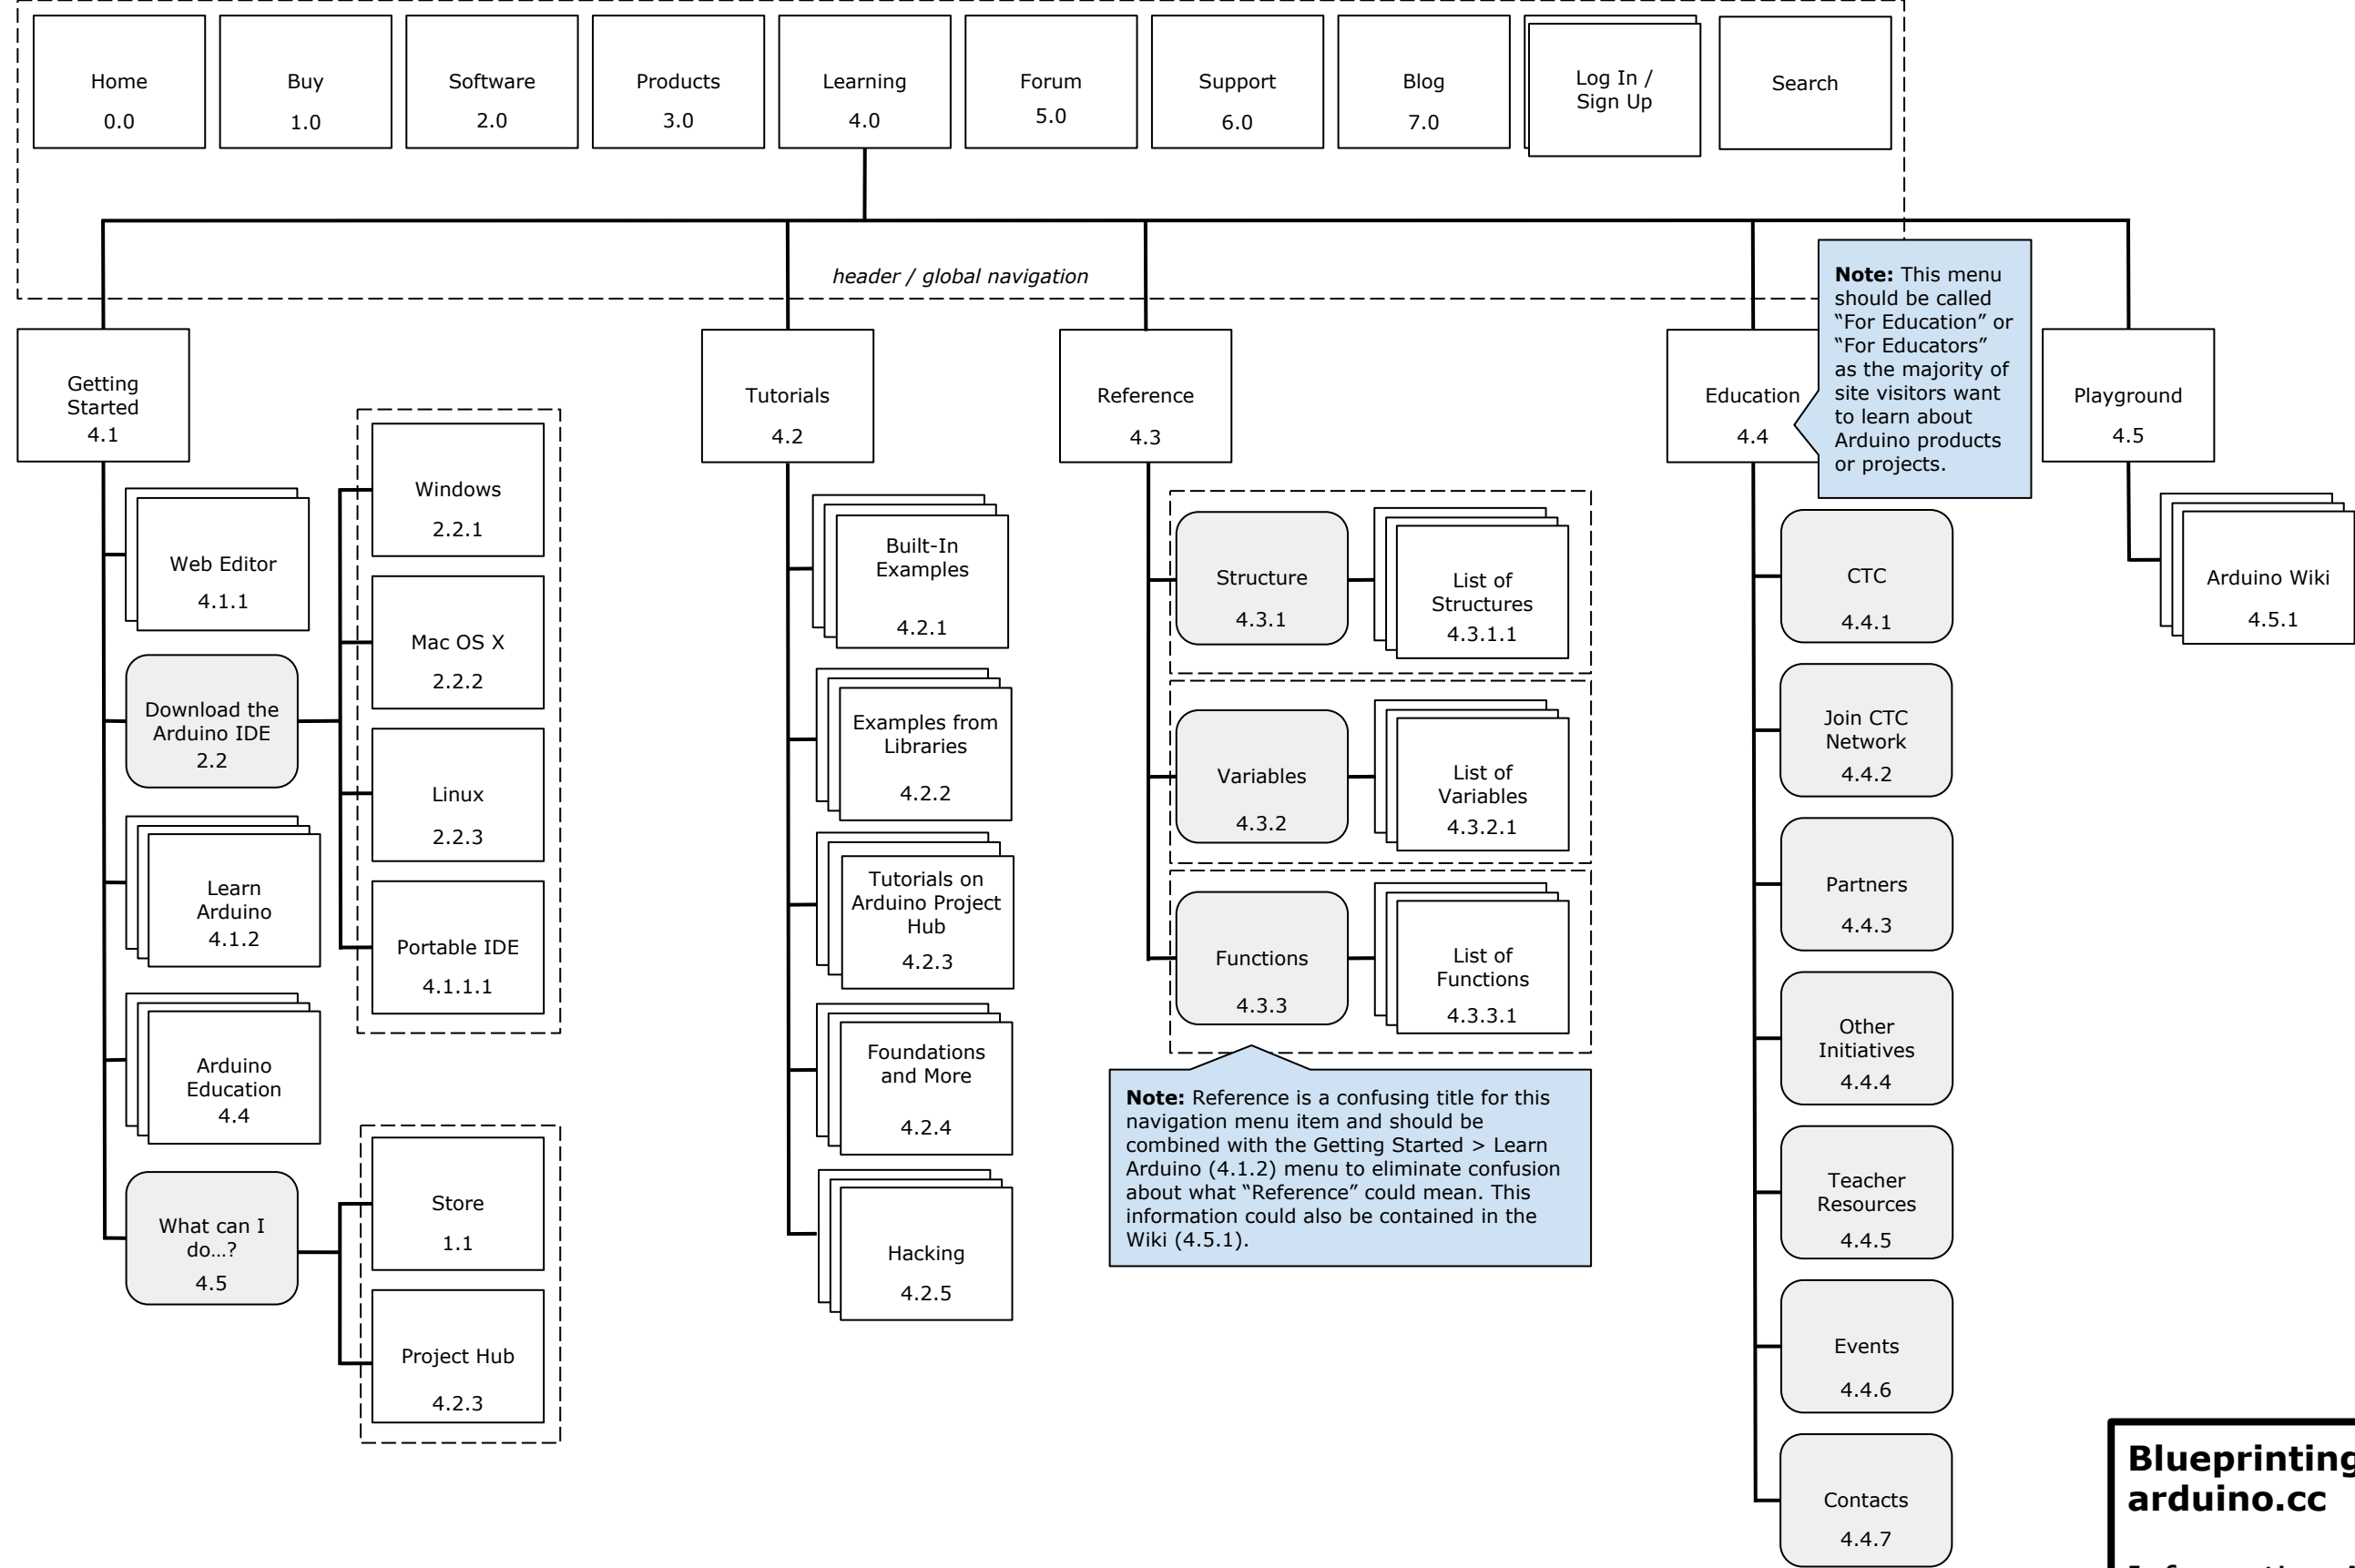 Home
0.0
Buy
1.0
Software
2.0
Products
3.0
Learning
4.0
Forum
5.0
Support
6.0
Blog
7.0
Log In /
Sign Up
Search
header / global navigation
Getting
Started
4.1
Web Editor
4.1.1
Download the
Arduino IDE
2.2
Learn
Arduino
4.1.2
Arduino
Education
4.4
What can I
do...?
4.5
Windows
2.2.1
Mac OS X
2.2.2
Linux
2.2.3
Portable IDE
4.1.1.1
Store
1.1
Project Hub
4.2.3
Tutorials
4.2
Built-In
Examples
4.2.1
Examples from
Libraries
4.2.2
Tutorials on
Arduino Project
Hub
4.2.3
Foundations
and More
4.2.4
Hacking
4.2.5
Reference
4.3
Structure
4.3.1
List of
Structures
4.3.1.1
Variables
4.3.2
List of
Variables
4.3.2.1
Functions
4.3.3
List of
Functions
4.3.3.1
Note: Reference is a confusing title for this
navigation menu item and should be
combined with the Getting Started > Learn
Arduino (4.1.2) menu to eliminate confusion
about what “Reference” could mean. This
information could also be contained in the
Wiki (4.5.1).
Education
4.4
Note: This menu
should be called
“For Education” or
“For Educators”
as the majority of
site visitors want
to learn about
Arduino products
or projects.
CTC
4.4.1
Join CTC
Network
4.4.2
Partners
4.4.3
Other
Initiatives
4.4.4
Teacher
Resources
4.4.5
Events
4.4.6
Contacts
4.4.7
Playground
4.5
Arduino Wiki
4.5.1
Blueprinting
arduino.cc